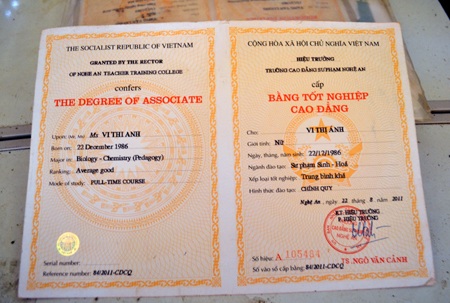 THE SOCIALIST REPUBLIC OF VIETNAM
GRANTED BY THE RECTOR
OF NGHE AN TEACHER TRAINING COLLEGE
confers
THE DEGREE OF ASSOCIATE
Upon: Ms VI THI ANH
Born on: 22 December 1986
Major in: Biology - Chemistry (Pedagogy)
Ranking: Average good
Mode of study: FULL-TIME COURSE
Serial number:
Reference number: 84/2011-CDCQ
CỘNG HÒA XÃ HỘI CHỦ NGHĨA VIỆT NAM
HIỆU TRƯỞNG
TRƯỜNG CAO ĐẲNG SƯ PHẠM NGHỆ AN
cấp
BẰNG TỐT NGHIỆP
CAO ĐẲNG
Cho: VI THỊ ÁNH
Giới tính: Nữ
Ngày, tháng, năm sinh: 22/12/1986
Ngành đào tạo: Sư phạm Sinh - Hoá
Xếp loại tốt nghiệp: Trung bình khá
Hình thức đào tạo: CHÍNH QUY
Nghệ An, ngày 22 tháng 8 năm 2011
KT. HIỆU TRƯỞNG
P. HIỆU TRƯỞNG
TS. NGÔ VĂN CẢNH
Số hiệu: A 105434
Số vào sổ cấp bằng: 84/2011-CDCQ